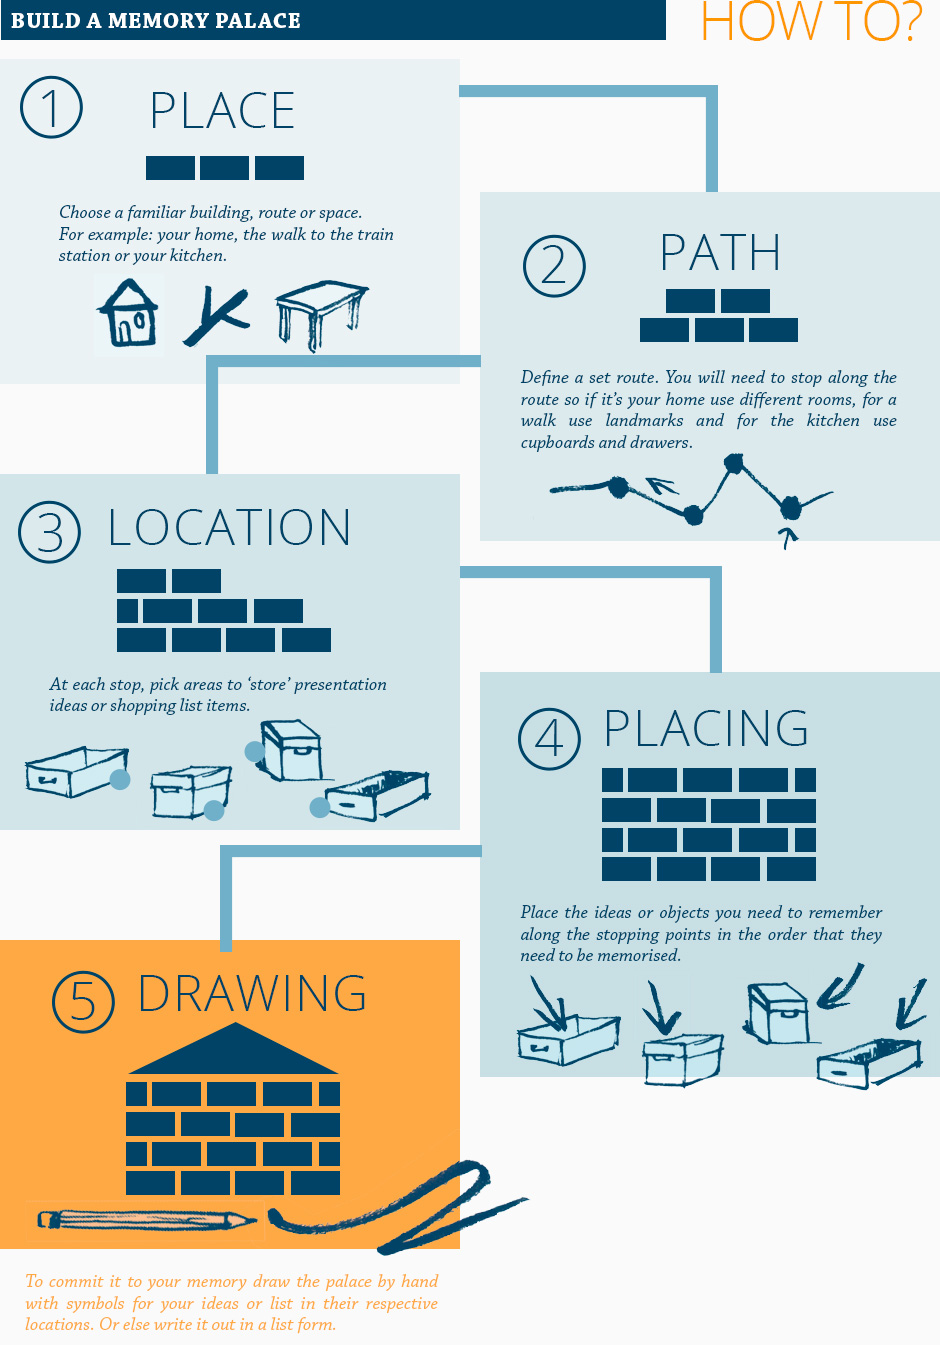 BUILD A MEMORY PALACE
HOW TO?
1
PLACE
Choose a familiar building, route or space.
For example: your home, the walk to the train
station or your kitchen.
2
PATH
Define a set route. You will need to stop along the
route so if it's your home use different rooms, for a
walk use landmarks and for the kitchen use
cupboards and drawers.
3
LOCATION
At each stop, pick areas to ‘store’ presentation
ideas or shopping list items.
4
PLACING
Place the ideas or objects you need to remember
along the stopping points in the order that they
need to be memorised.
5
DRAWING
To commit it to your memory draw the palace by hand
with symbols for your ideas or list in their respective
locations. Or else write it out in a list form.